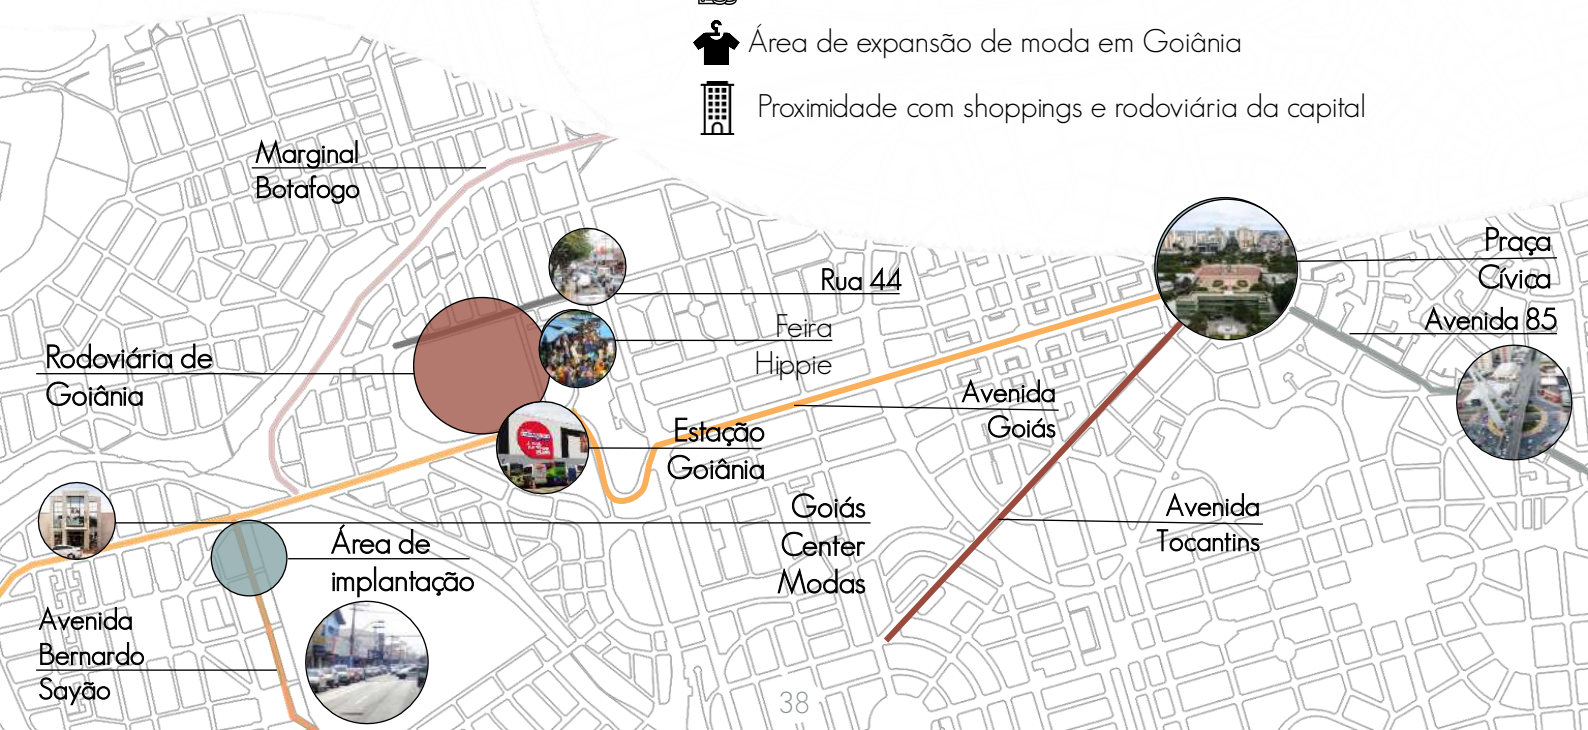 Área de expansão de moda em Goiânia
Proximidade com shoppings e rodoviária da capital
Marginal
Botafogo
Rua 44
Feira
Hippie
Praça
Cívica
Avenida 85
Rodoviária de
Goiânia
Avenida
Goiás
Estação
Goiânia
Goiás
Center
Modas
Avenida
Tocantins
Área de
implantação
Avenida
Bernardo
Sayão
38